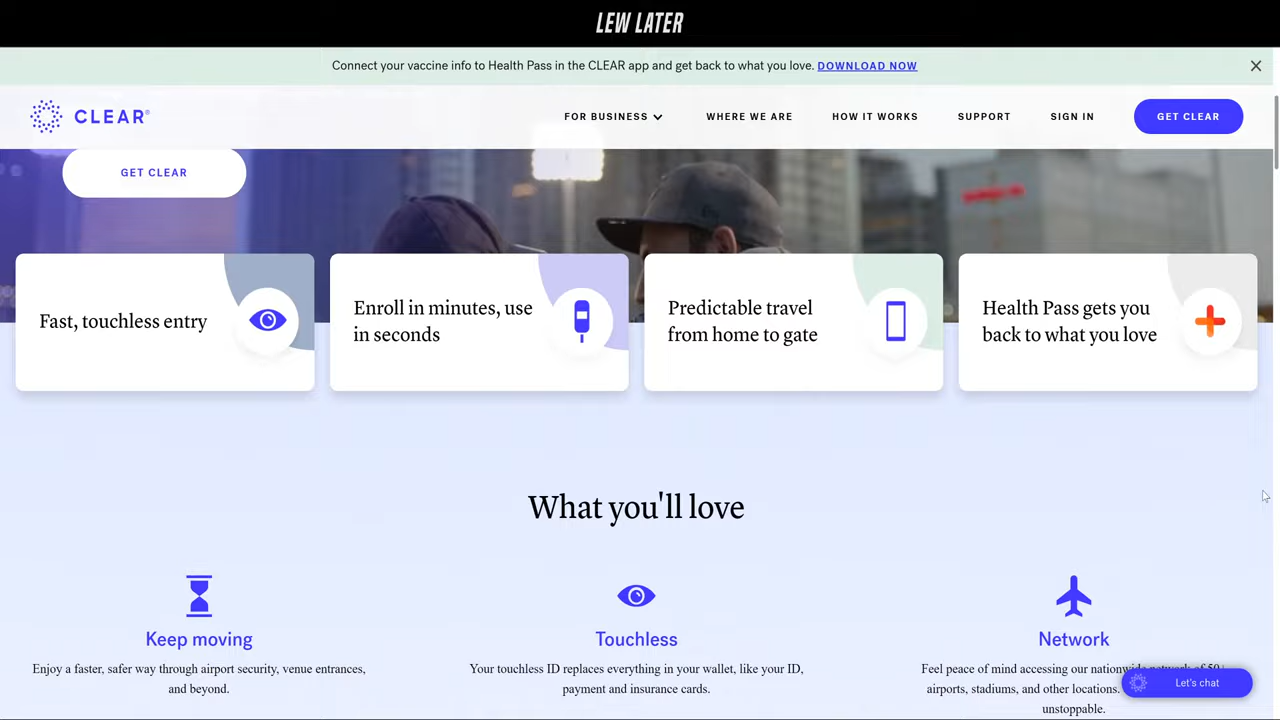 LEW LATER
Connect your vaccine info to Health Pass in the CLEAR app and get back to what you love. DOWNLOAD NOW
CLEAR®
FOR BUSINESS
WHERE WE ARE
HOW IT WORKS
SUPPORT
SIGN IN
GET CLEAR
GET CLEAR
Fast, touchless entry
Enroll in minutes, use
in seconds
Predictable travel
from home to gate
Health Pass gets you
back to what you love
What you'll love
Keep moving
Enjoy a faster, safer way through airport security, venue entrances,
and beyond.
Touchless
Your touchless ID replaces everything in your wallet, like your ID,
payment and insurance cards.
Network
Feel peace of mind accessing our nationwide network of 50+
airports, stadiums, and other locations.
unstoppable.
Let's chat